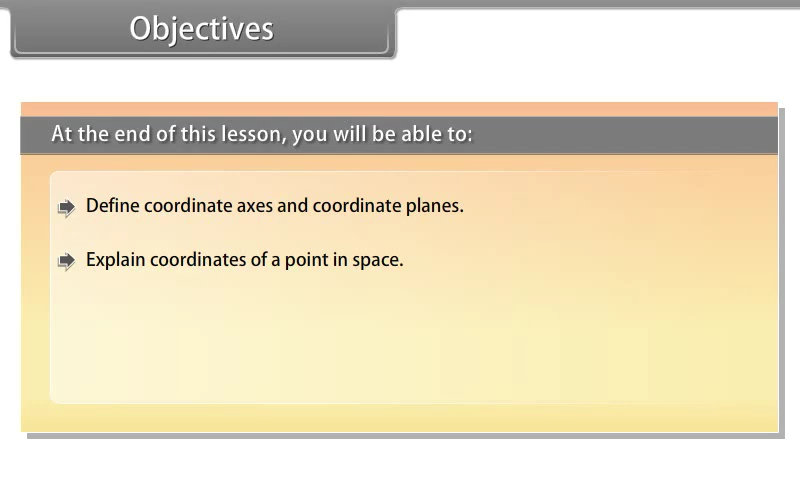 Objectives
At the end of this lesson, you will be able to:
Define coordinate axes and coordinate planes.
Explain coordinates of a point in space.